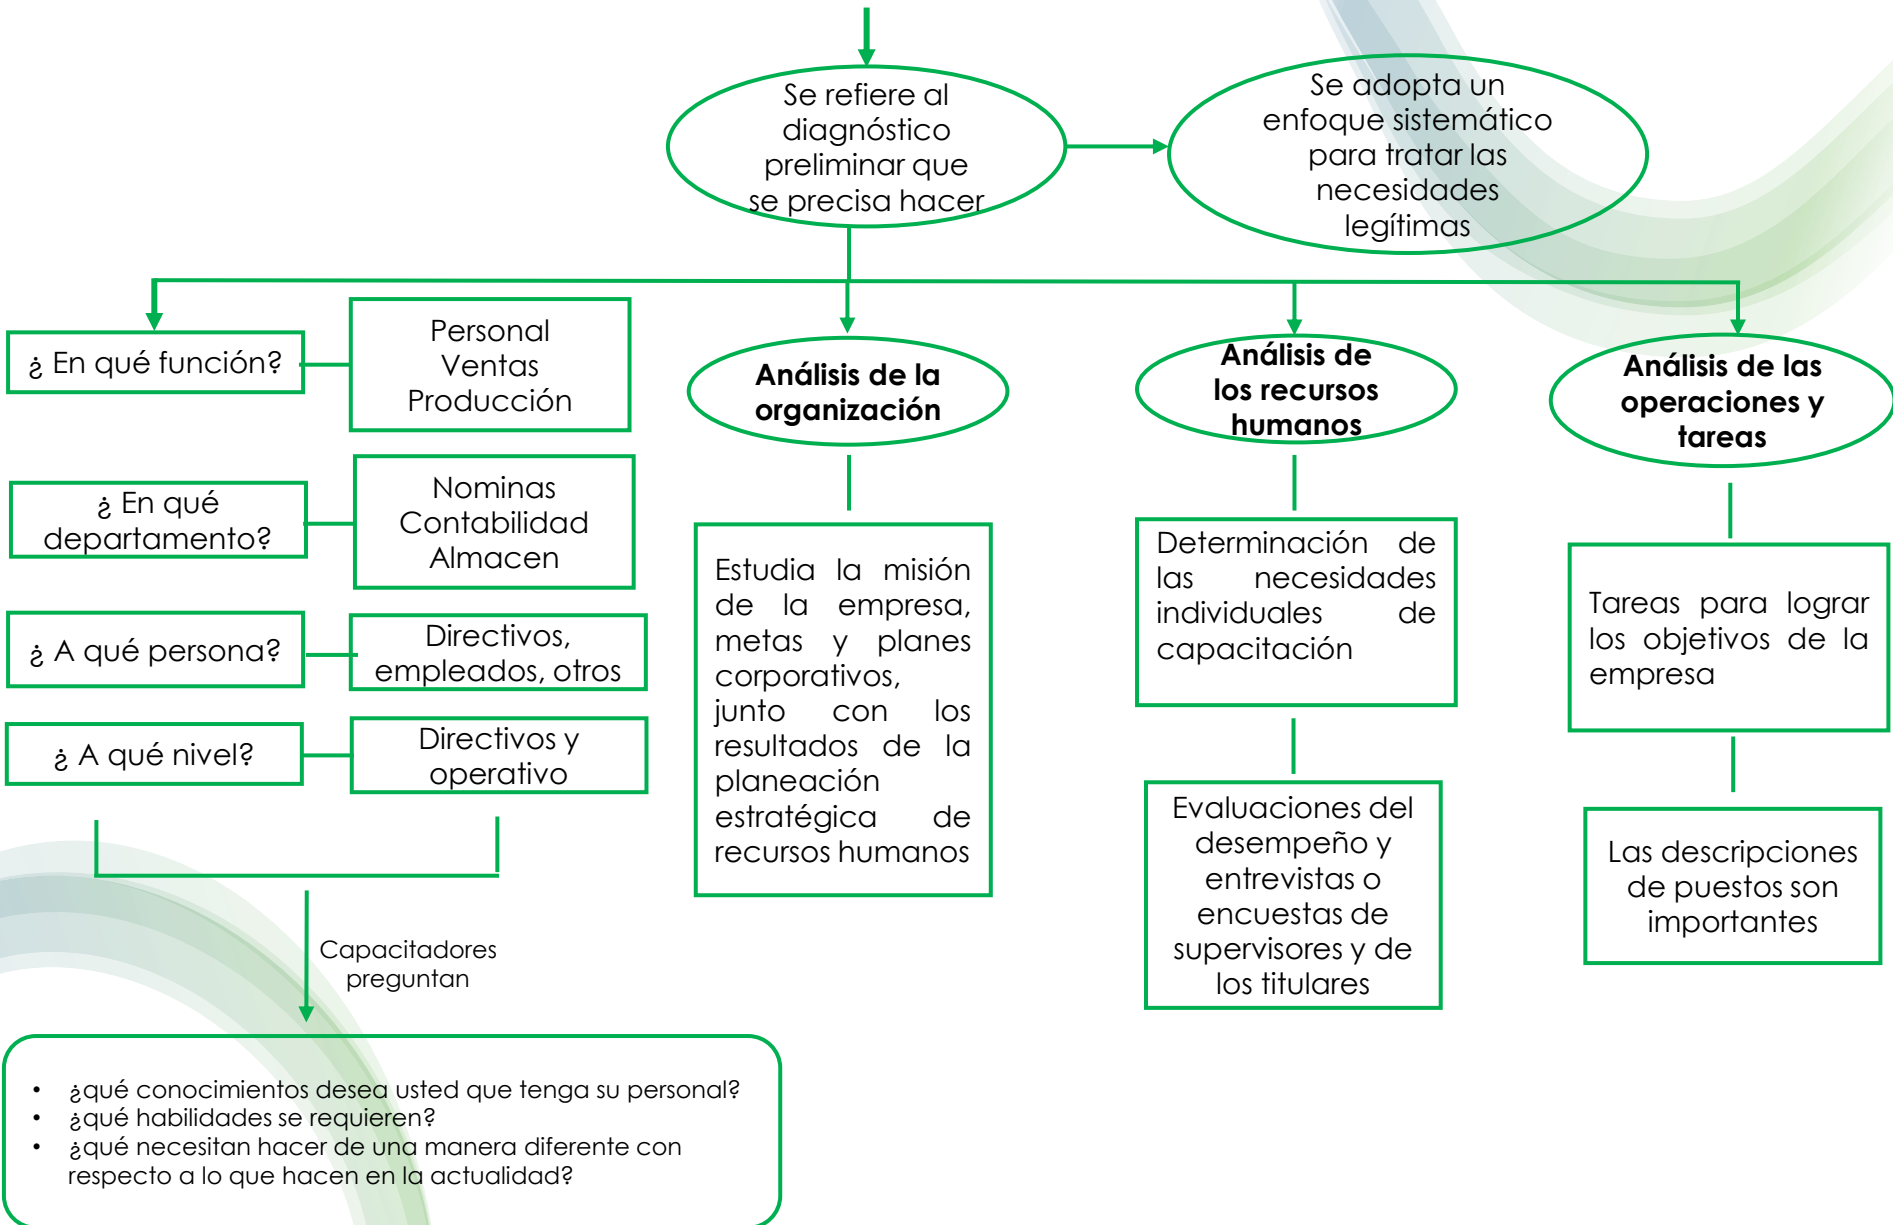 Se refiere al
diagnóstico
preliminar que
se precisa hacer
Se adopta un
enfoque sistemático
para tratar las
necesidades
legítimas
¿ En qué función?
Personal
Ventas
Producción
¿ En qué
departamento?
Nominas
Contabilidad
Almacen
¿ A qué persona?
Directivos,
empleados, otros
¿ A qué nivel?
Directivos y
operativo
Capacitadores
preguntan
• ¿qué conocimientos desea usted que tenga su personal?
• ¿qué habilidades se requieren?
• ¿qué necesitan hacer de una manera diferente con
respecto a lo que hacen en la actualidad?
Análisis de la
organización
Estudia la misión
de la empresa,
metas y planes
corporativos,
junto con los
resultados de la
planeación
estratégica de
recursos humanos
Análisis de
los recursos
humanos
Determinación de
las necesidades
individuales de
capacitación
Evaluaciones del
desempeño y
entrevistas o
encuestas de
supervisores y de
los titulares
Análisis de las
operaciones y
tareas
Tareas para lograr
los objetivos de la
empresa
Las descripciones
de puestos son
importantes